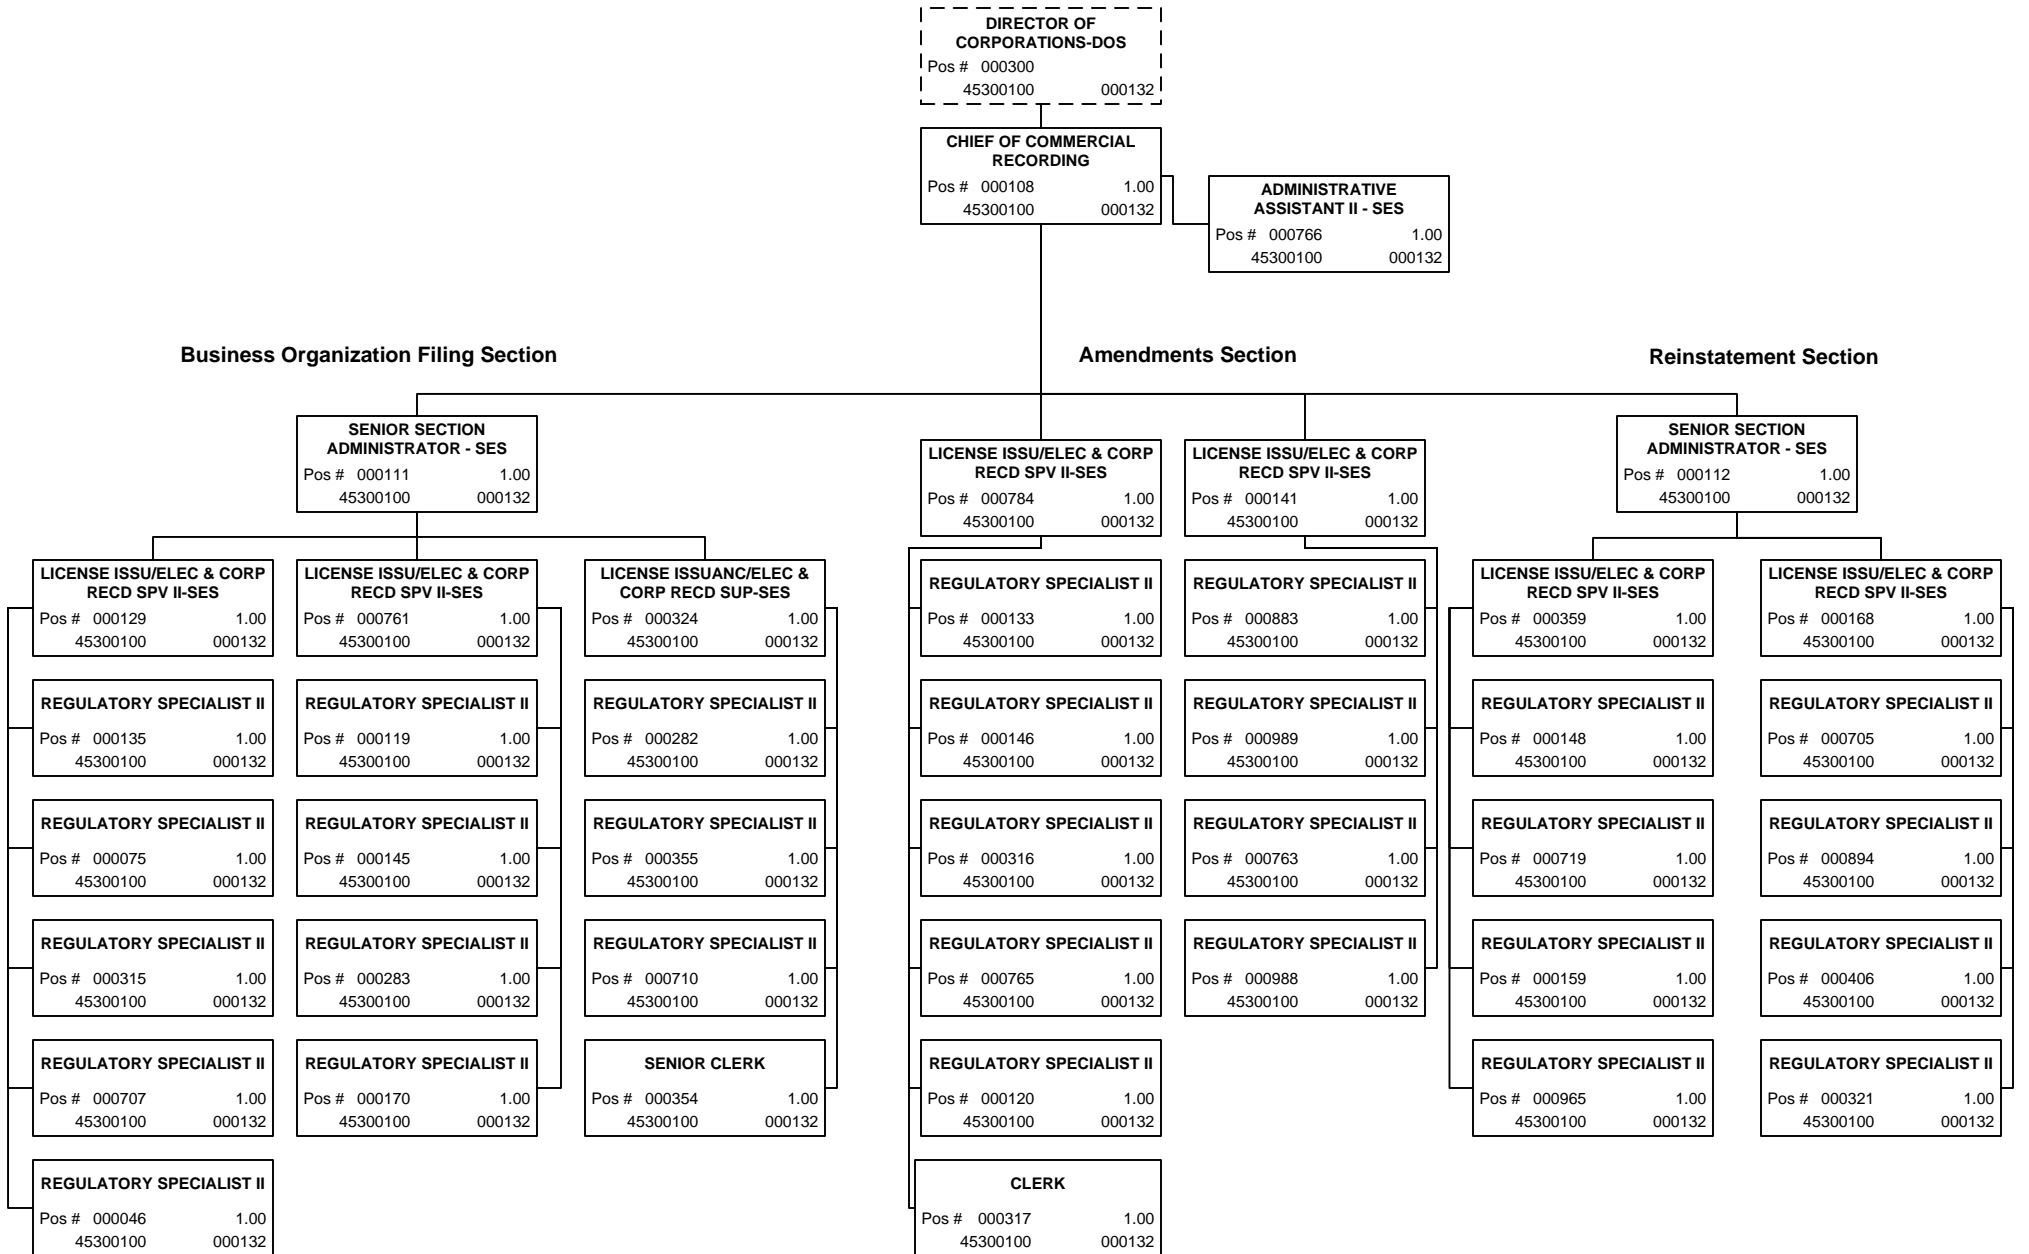 DIRECTOR OF
CORPORATIONS-DOS
Pos # 000300
45300100 000132
CHIEF OF COMMERCIAL
RECORDING
Pos # 000108 1.00
45300100 000132
ADMINISTRATIVE
ASSISTANT II - SES
Pos # 000766 1.00
45300100 000132
Business Organization Filing Section
Amendments Section
Reinstatement Section
SENIOR SECTION
ADMINISTRATOR - SES
Pos # 000111 1.00
45300100 000132
LICENSE ISSU/ELEC & CORP
RECD SPV II-SES
Pos # 000129 1.00
45300100 000132
REGULATORY SPECIALIST II
Pos # 000135 1.00
45300100 000132
REGULATORY SPECIALIST II
Pos # 000075 1.00
45300100 000132
REGULATORY SPECIALIST II
Pos # 000315 1.00
45300100 000132
REGULATORY SPECIALIST II
Pos # 000707 1.00
45300100 000132
REGULATORY SPECIALIST II
Pos # 000046 1.00
45300100 000132
LICENSE ISSU/ELEC & CORP
RECD SPV II-SES
Pos # 000761 1.00
45300100 000132
REGULATORY SPECIALIST II
Pos # 000119 1.00
45300100 000132
REGULATORY SPECIALIST II
Pos # 000145 1.00
45300100 000132
REGULATORY SPECIALIST II
Pos # 000283 1.00
45300100 000132
REGULATORY SPECIALIST II
Pos # 000170 1.00
45300100 000132
LICENSE ISSUANC/ELEC &
CORP RECD SUP-SES
Pos # 000324 1.00
45300100 000132
REGULATORY SPECIALIST II
Pos # 000282 1.00
45300100 000132
REGULATORY SPECIALIST II
Pos # 000355 1.00
45300100 000132
REGULATORY SPECIALIST II
Pos # 000710 1.00
45300100 000132
SENIOR CLERK
Pos # 000354 1.00
45300100 000132
LICENSE ISSU/ELEC & CORP
RECD SPV II-SES
Pos # 000784 1.00
45300100 000132
REGULATORY SPECIALIST II
Pos # 000133 1.00
45300100 000132
REGULATORY SPECIALIST II
Pos # 000146 1.00
45300100 000132
REGULATORY SPECIALIST II
Pos # 000316 1.00
45300100 000132
REGULATORY SPECIALIST II
Pos # 000765 1.00
45300100 000132
REGULATORY SPECIALIST II
Pos # 000120 1.00
45300100 000132
CLERK
Pos # 000317 1.00
45300100 000132
LICENSE ISSU/ELEC & CORP
RECD SPV II-SES
Pos # 000141 1.00
45300100 000132
REGULATORY SPECIALIST II
Pos # 000883 1.00
45300100 000132
REGULATORY SPECIALIST II
Pos # 000989 1.00
45300100 000132
REGULATORY SPECIALIST II
Pos # 000763 1.00
45300100 000132
REGULATORY SPECIALIST II
Pos # 000988 1.00
45300100 000132
SENIOR SECTION
ADMINISTRATOR - SES
Pos # 000112 1.00
45300100 000132
LICENSE ISSU/ELEC & CORP
RECD SPV II-SES
Pos # 000359 1.00
45300100 000132
REGULATORY SPECIALIST II
Pos # 000148 1.00
45300100 000132
REGULATORY SPECIALIST II
Pos # 000719 1.00
45300100 000132
REGULATORY SPECIALIST II
Pos # 000159 1.00
45300100 000132
REGULATORY SPECIALIST II
Pos # 000965 1.00
45300100 000132
LICENSE ISSU/ELEC & CORP
RECD SPV II-SES
Pos # 000168 1.00
45300100 000132
REGULATORY SPECIALIST II
Pos # 000705 1.00
45300100 000132
REGULATORY SPECIALIST II
Pos # 000894 1.00
45300100 000132
REGULATORY SPECIALIST II
Pos # 000406 1.00
45300100 000132
REGULATORY SPECIALIST II
Pos # 000321 1.00
45300100 000132